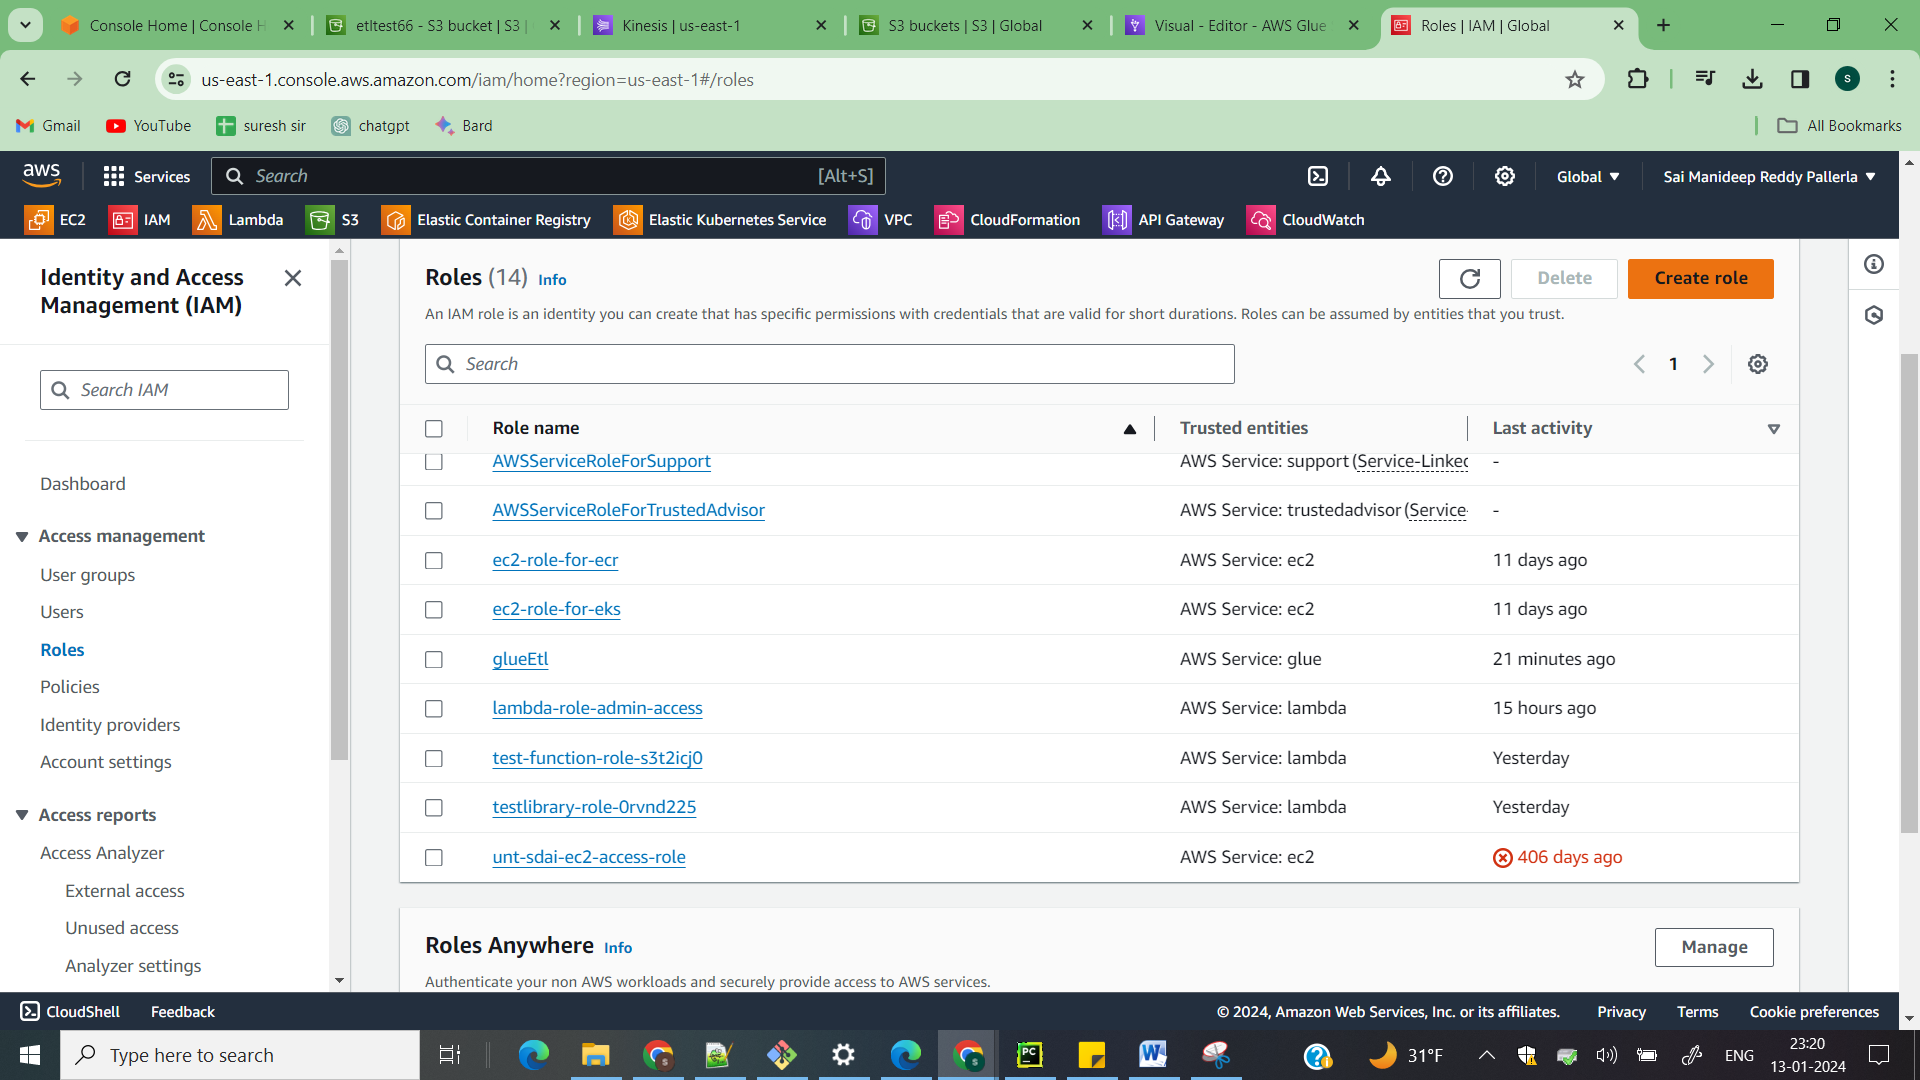 Console Home | Console H
etltest66 - S3 bucket | S3 |
Kinesis | us-east-1
S3 buckets | S3 | Global
Visual - Editor - AWS Glue
Roles | IAM | Global
us-east-1.console.aws.amazon.com/iam/home?region=us-east-1#/roles
S
Gmail
YouTube
suresh sir
chatgpt
Bard
All Bookmarks
aws
Services
Search
[Alt+S]
Global
Sai Manideep Reddy Pallerla
EC2
IAM
Lambda
S3
Elastic Container Registry
Elastic Kubernetes Service
VPC
CloudFormation
API Gateway
CloudWatch
Identity and Access
Management (IAM)
Search IAM
Dashboard
Access management
User groups
Users
Roles
Policies
Identity providers
Account settings
Access reports
Access Analyzer
External access
Unused access
Analyzer settings
Roles (14) Info
Delete
Create role
An IAM role is an identity you can create that has specific permissions with credentials that are valid for short durations. Roles can be assumed by entities that you trust.
Search
1
Role name Trusted entities Last activity
AWSServiceRoleForSupport AWS Service: support (Service-Linked -
AWSServiceRoleForTrustedAdvisor AWS Service: trustedadvisor (Service- -
ec2-role-for-ecr AWS Service: ec2 11 days ago
ec2-role-for-eks AWS Service: ec2 11 days ago
glueEtl AWS Service: glue 21 minutes ago
lambda-role-admin-access AWS Service: lambda 15 hours ago
test-function-role-s3t2icj0 AWS Service: lambda Yesterday
testlibrary-role-0rvnd225 AWS Service: lambda Yesterday
unt-sdai-ec2-access-role AWS Service: ec2 406 days ago
Roles Anywhere Info
Manage
Authenticate your non AWS workloads and securely provide access to AWS services.
CloudShell
Feedback
© 2024, Amazon Web Services, Inc. or its affiliates.
Privacy
Terms
Cookie preferences
Type here to search
31°F
ENG
23:20
13-01-2024